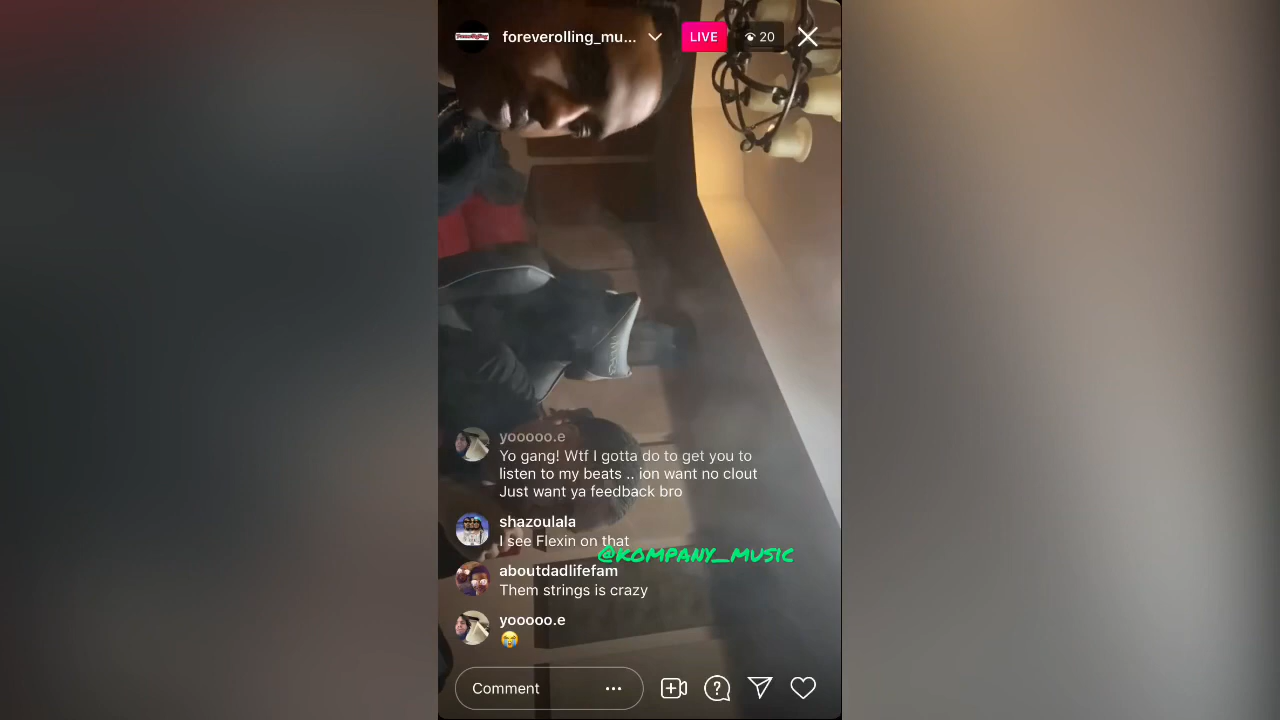 foreverolling_mu...
LIVE
20
yooooo.e
Yo gang! Wtf I gotta do to get you to
listen to my beats .. ion want no clout
Just want ya feedback bro
shazoulala
I see Flexin on that
@KOMPANY_MUSIC
aboutdadlifefam
Them strings is crazy
yooooo.e
😭
Comment